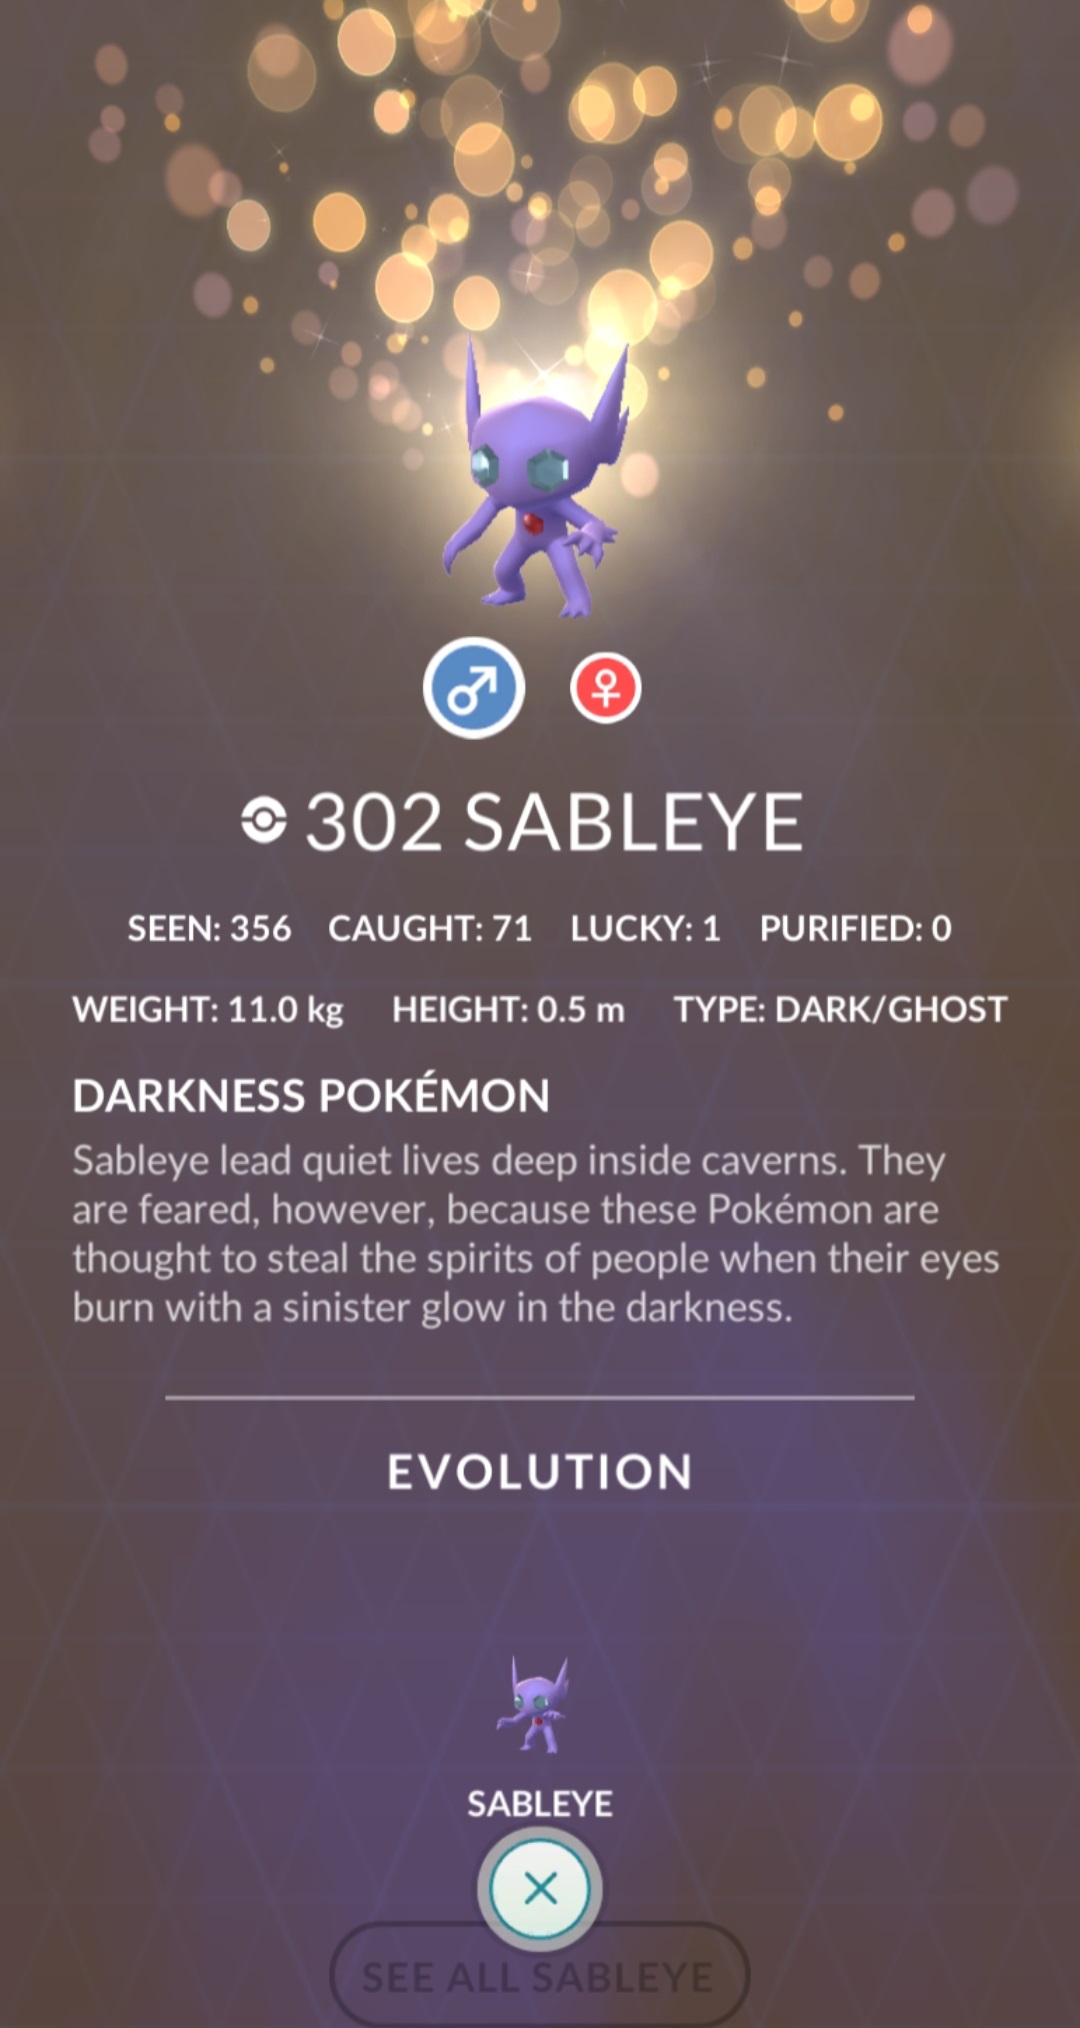 302 SABLEYE
SEEN: 356 CAUGHT: 71 LUCKY: 1 PURIFIED: 0
WEIGHT: 11.0 kg HEIGHT: 0.5 m TYPE: DARK/GHOST
DARKNESS POKÉMON
Sableye lead quiet lives deep inside caverns. They
are feared, however, because these Pokémon are
thought to steal the spirits of people when their eyes
burn with a sinister glow in the darkness.
EVOLUTION
SABLEYE
SEE ALL SABLEYE